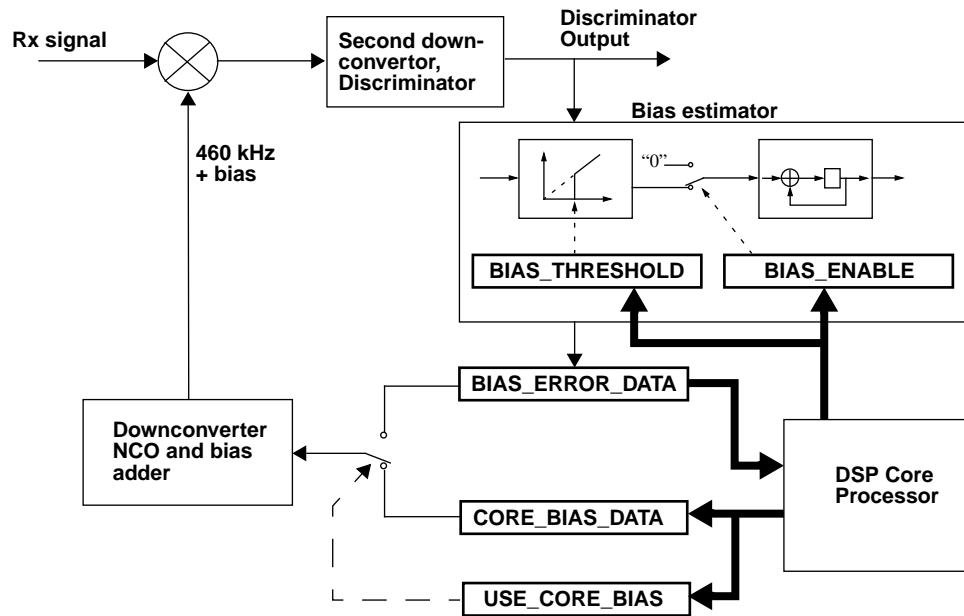 Rx signal
Second down-
convertor,
Discriminator
Discriminator
Output
Bias estimator
460 kHz
+ bias
“0”
BIAS_THRESHOLD
BIAS_ENABLE
BIAS_ERROR_DATA
Downconverter
NCO and bias
adder
DSP Core
Processor
CORE_BIAS_DATA
USE_CORE_BIAS